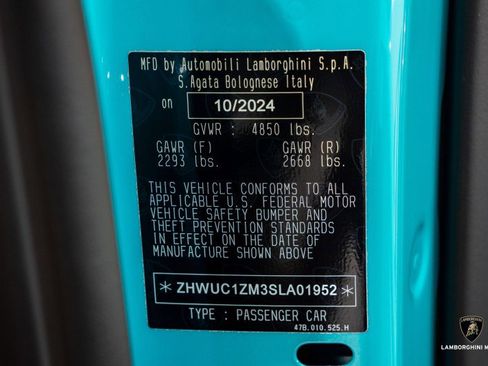 MFD by Automobili Lamborghini S.p.A.
S.Agata Bolognese Italy
on 10/2024
GVWR : 4850 lbs.
GAWR (F) GAWR (R)
2293 lbs. 2668 lbs.
THIS VEHICLE CONFORMS TO ALL
APPLICABLE U.S. FEDERAL MOTOR
VEHICLE SAFETY BUMPER AND
THEFT PREVENTION STANDARDS
IN EFFECT ON THE DATE OF
MANUFACTURE SHOWN ABOVE
*ZHWUC1ZM3SLA01952*
TYPE : PASSENGER CAR
47B.010.525.H
LAMBORGHINI M